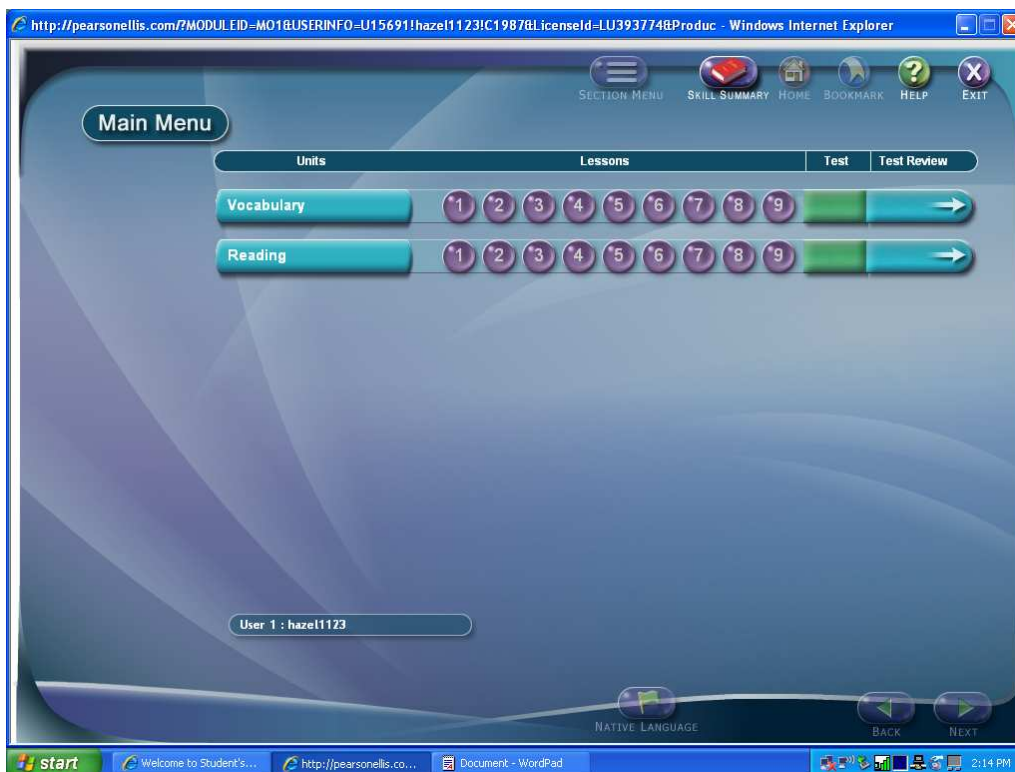 http://pearsonellis.com/?MODULEID=MO1&USERINFO=U15691!hazel1123!C1987&LicenseId=LU393774&Produc - Windows Internet Explorer
SECTION MENU SKILL SUMMARY HOME BOOKMARK HELP EXIT
Main Menu
Units Lessons Test Test Review
Vocabulary 1 2 3 4 5 6 7 8 9
Reading 1 2 3 4 5 6 7 8 9
User 1 : hazel1123
NATIVE LANGUAGE
BACK NEXT
start Welcome to Student's... http://pearsonellis.co... Document - WordPad 2:14 PM